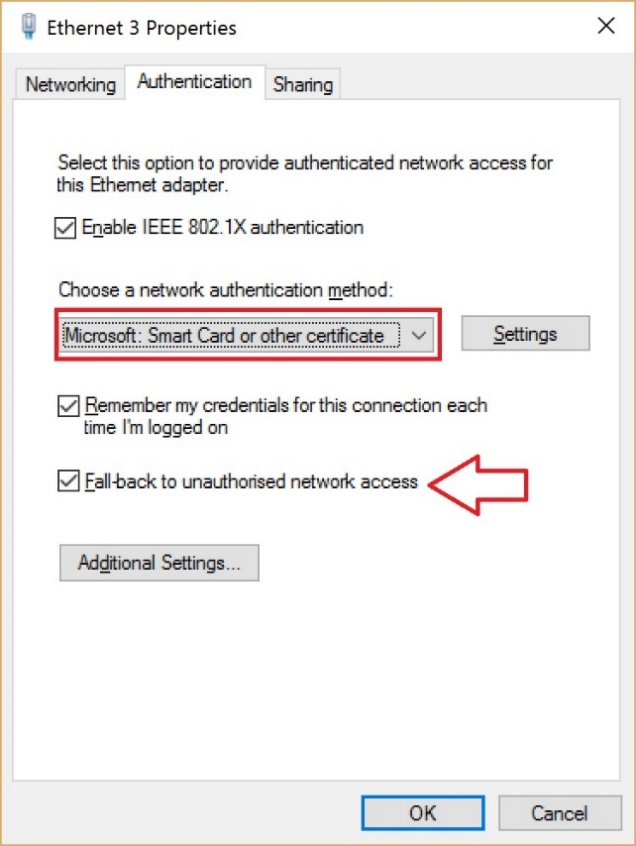 Ethernet 3 Properties
Networking
Authentication
Sharing
Select this option to provide authenticated network access for
this Ethernet adapter.
Enable IEEE 802.1X authentication
Choose a network authentication method:
Microsoft: Smart Card or other certificate
Settings
Remember my credentials for this connection each
time I'm logged on
Fall-back to unauthorised network access
Additional Settings...
OK
Cancel